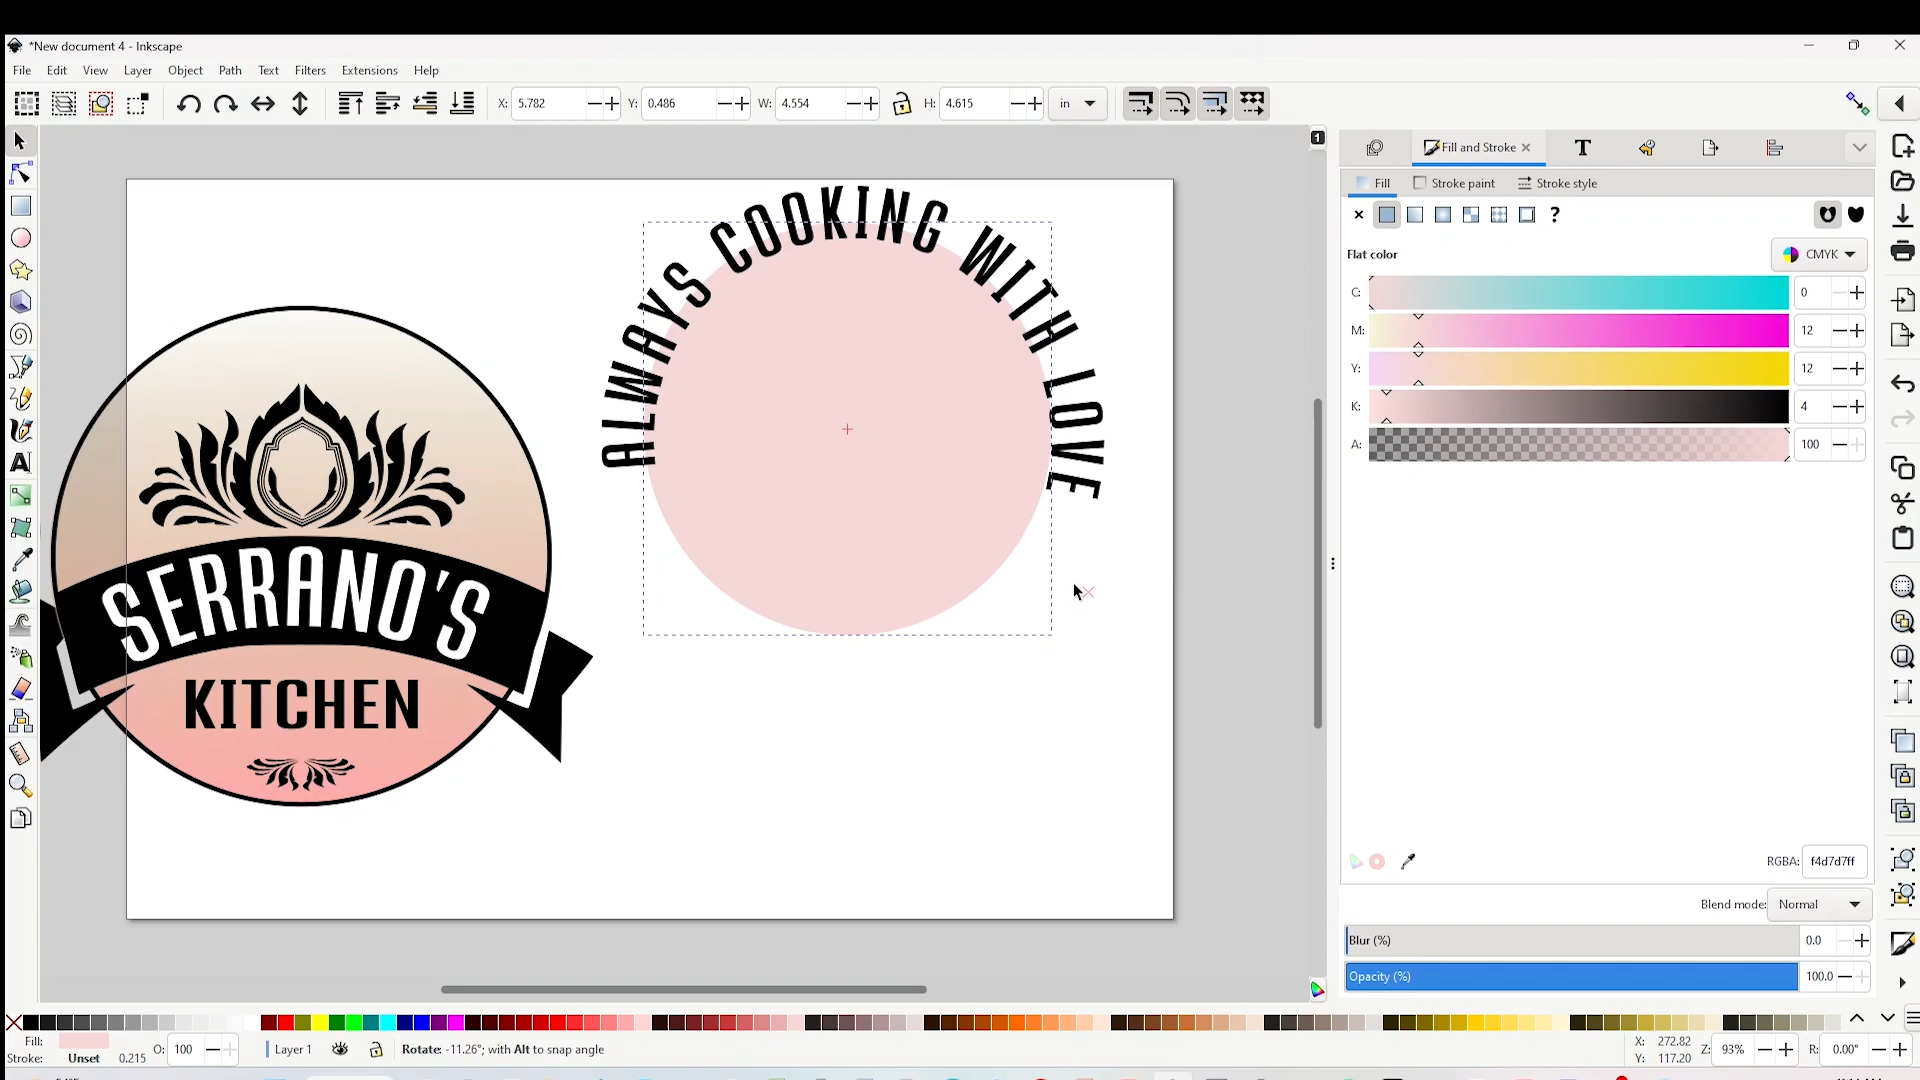 *New document 4 - Inkscape
File Edit View Layer Object Path Text Filters Extensions Help
X: 5.782 Y: 0.486 W: 4.554 H: 4.615 in
1
Fill and Stroke
Fill Stroke paint Stroke style
?
Flat color CMYK
C: 0
M: 12
Y: 12
K: 4
A: 100
RGBA: f4d7d7ff
Blend mode: Normal
Blur (%) 0.0
Opacity (%) 100.0
ALWAYS COOKING WITH LOVE
SERRANO'S
KITCHEN
Fill:
Stroke: Unset 0.215 O: 100 Layer 1 Rotate: -11.26°; with Alt to snap angle
X: 272.82
Y: 117.20
Z: 93% R: 0.00°